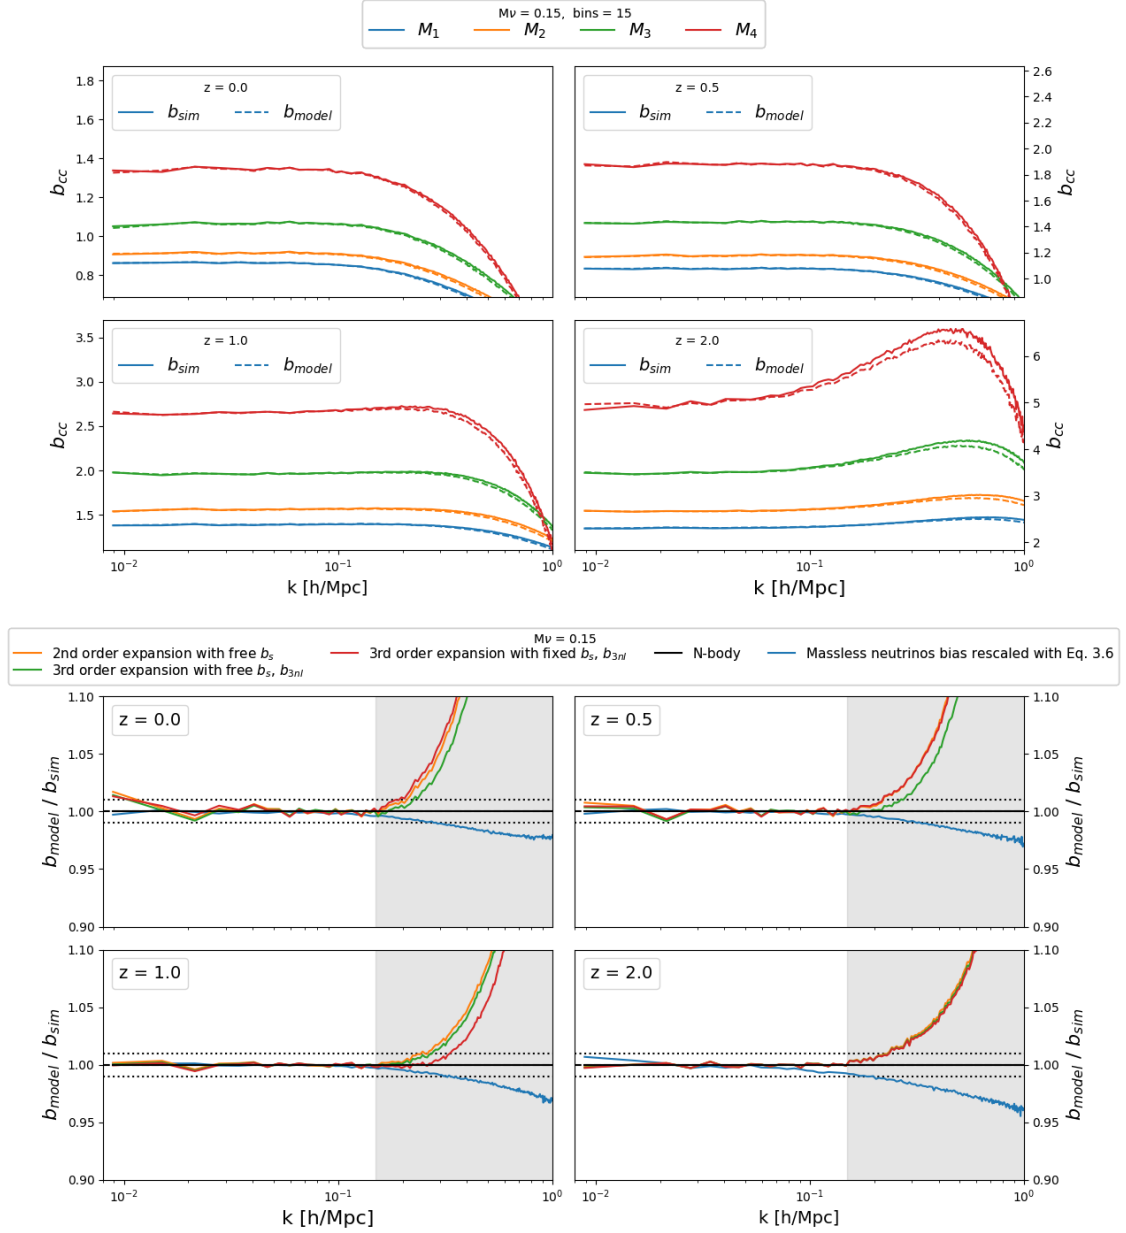 Mν = 0.15,  bins = 15
M1 M2 M3 M4
z = 0.0
bsim bmodel
1.8
1.6
1.4
1.2
1.0
0.8
bcc
z = 0.5
bsim bmodel
2.6
2.4
2.2
2.0
1.8
1.6
1.4
1.2
1.0
bcc
z = 1.0
bsim bmodel
3.5
3.0
2.5
2.0
1.5
bcc
10−2 10−1 100
k [h/Mpc]
z = 2.0
bsim bmodel
6
5
4
3
2
bcc
10−2 10−1 100
k [h/Mpc]
Mν = 0.15
2nd order expansion with free bs 3rd order expansion with fixed bs, b3nl N-body Massless neutrinos bias rescaled with Eq. 3.6
3rd order expansion with free bs, b3nl
z = 0.0
1.10
1.05
1.00
0.95
0.90
bmodel / bsim
z = 0.5
1.10
1.05
1.00
0.95
0.90
bmodel / bsim
z = 1.0
1.10
1.05
1.00
0.95
0.90
bmodel / bsim
10−2 10−1 100
k [h/Mpc]
z = 2.0
1.10
1.05
1.00
0.95
0.90
bmodel / bsim
10−2 10−1 100
k [h/Mpc]